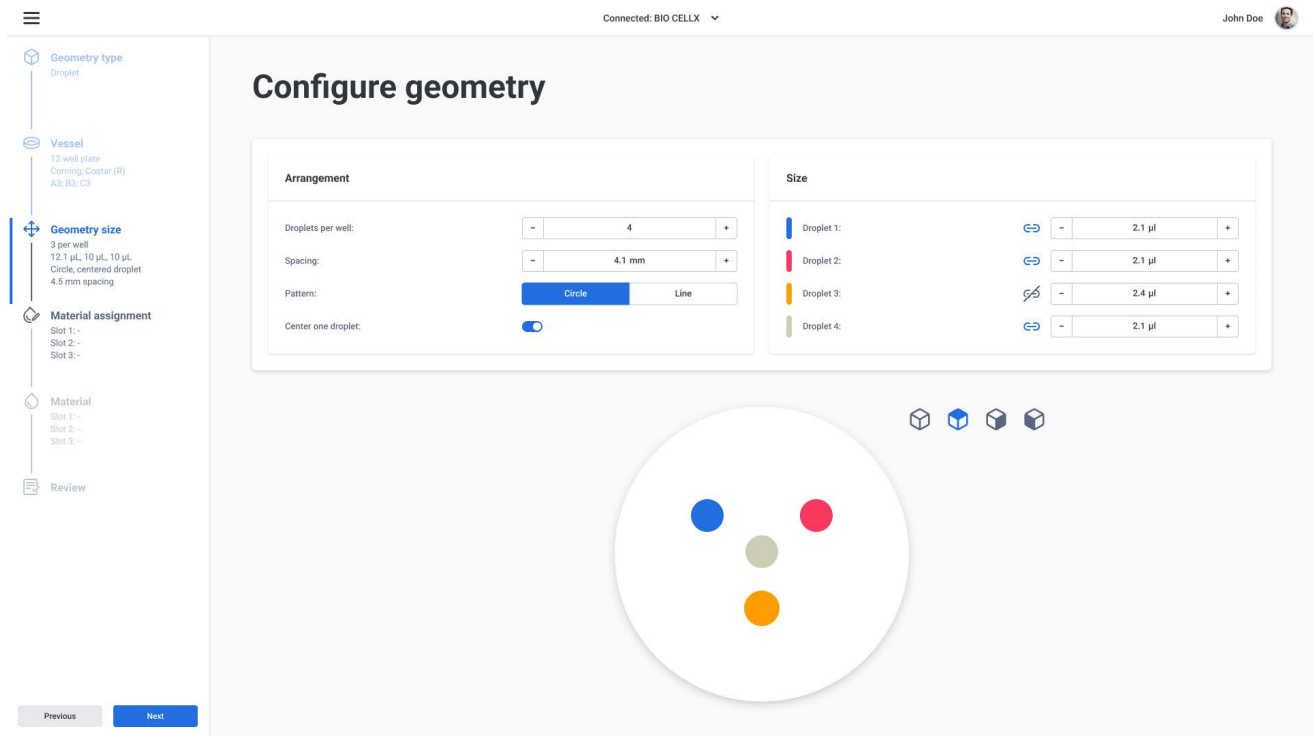 Connected: BIO CELLX
John Doe
Geometry type
Droplet
Vessel
12 well plate
Corning, Costar (R)
A3; B3; C3
Geometry size
3 per well
12.1 µL, 10 µL, 10 µL
Circle, centered droplet
4.5 mm spacing
Material assignment
Slot 1: -
Slot 2: -
Slot 3: -
Material
Slot 1: -
Slot 2: -
Slot 3: -
Review
Previous Next
Configure geometry
Arrangement
Droplets per well: - 4 +
Spacing: - 4.1 mm +
Pattern: Circle Line
Center one droplet:
Size
Droplet 1: - 2.1 µl +
Droplet 2: - 2.1 µl +
Droplet 3: - 2.4 µl +
Droplet 4: - 2.1 µl +